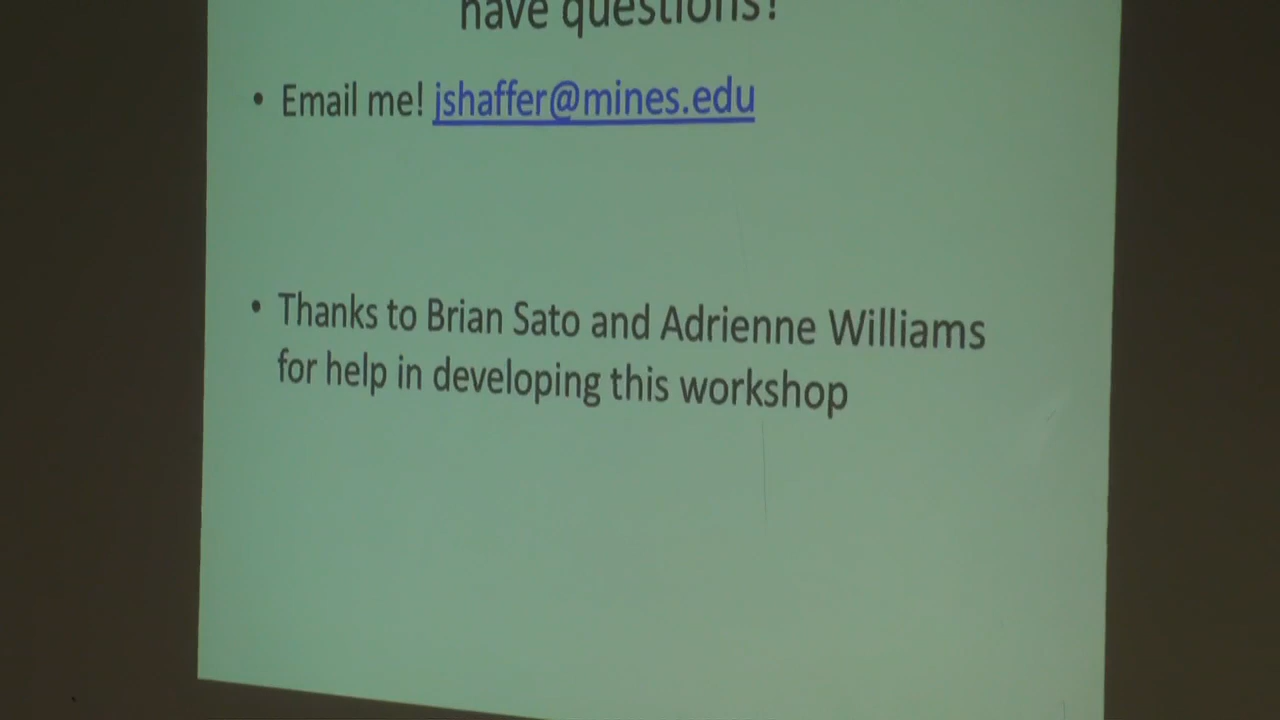 have questions?
• Email me! jshaffer@mines.edu
• Thanks to Brian Sato and Adrienne Williams
for help in developing this workshop